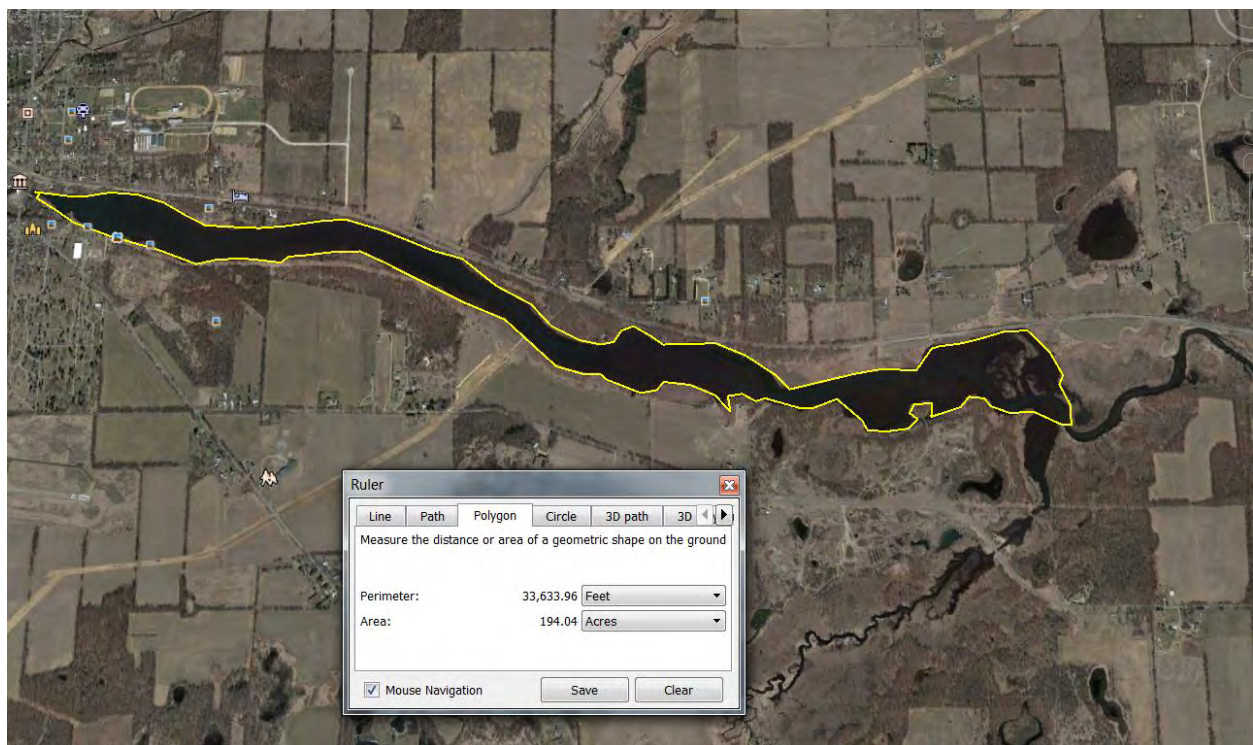 Ruler
Line Path Polygon Circle 3D path 3D
Measure the distance or area of a geometric shape on the ground
Perimeter: 33,633.96 Feet
Area: 194.04 Acres
Mouse Navigation Save Clear